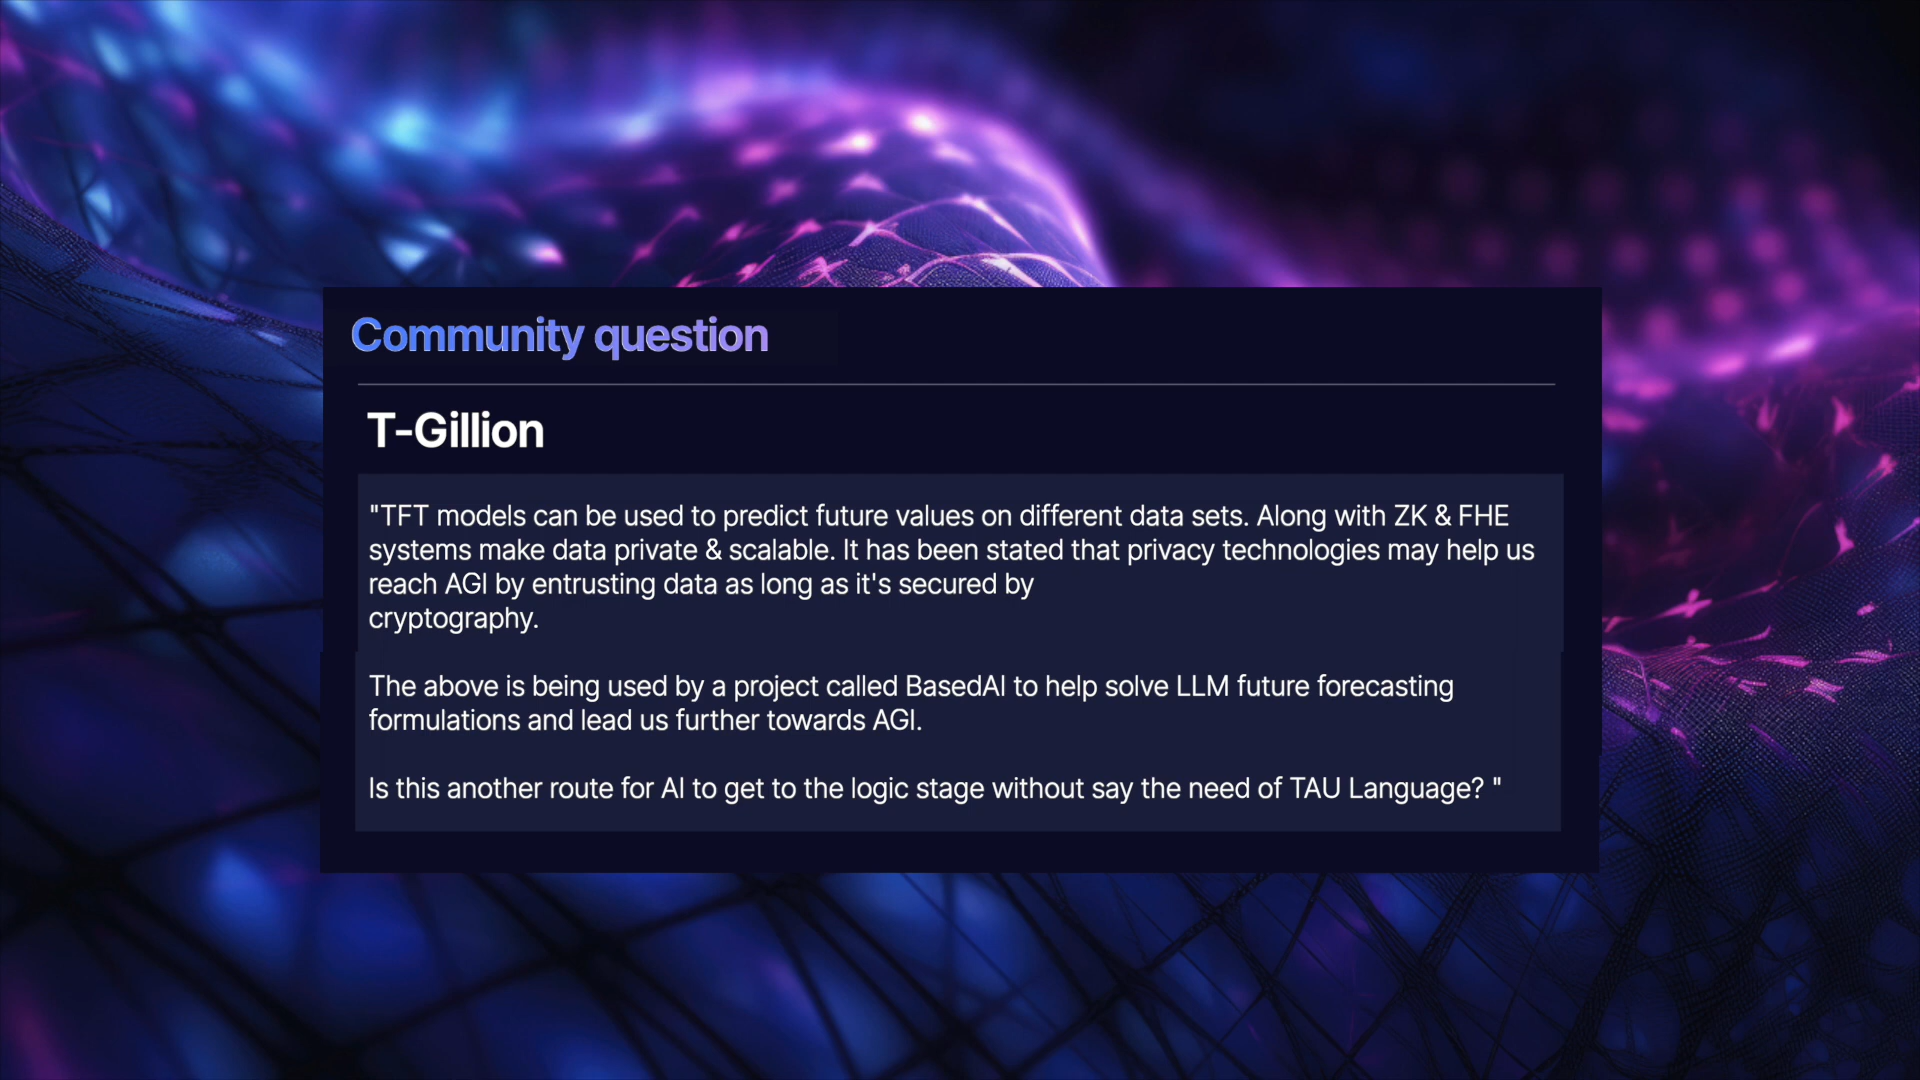 Community question
T-Gillion
"TFT models can be used to predict future values on different data sets. Along with ZK & FHE
systems make data private & scalable. It has been stated that privacy technologies may help us
reach AGI by entrusting data as long as it's secured by
cryptography.
The above is being used by a project called BasedAI to help solve LLM future forecasting
formulations and lead us further towards AGI.
Is this another route for AI to get to the logic stage without say the need of TAU Language? "